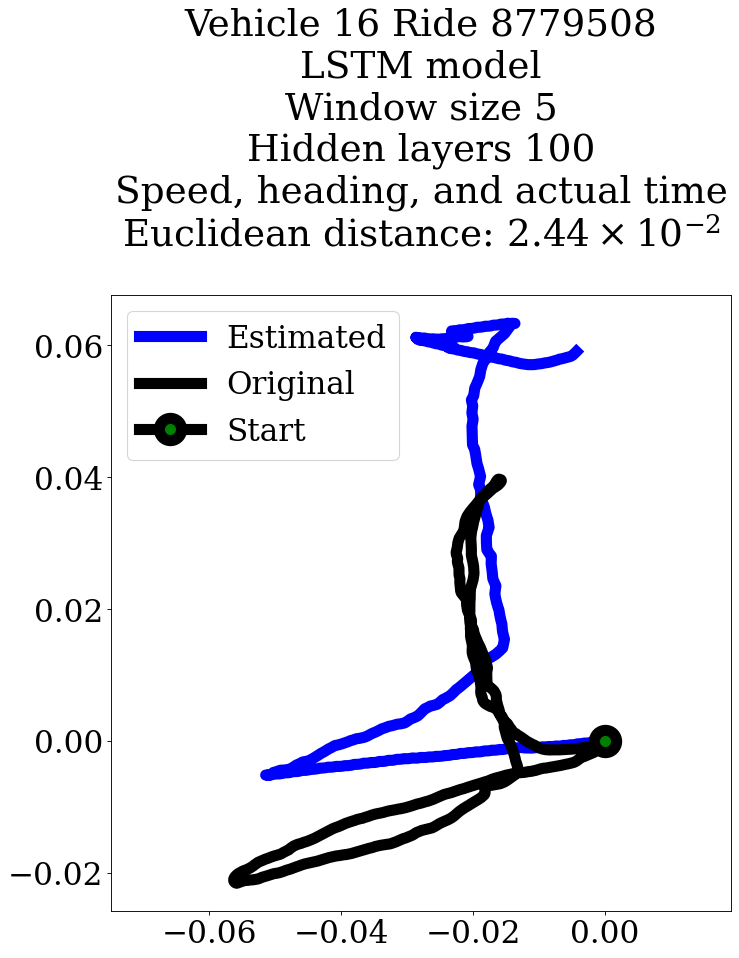 Vehicle 16 Ride 8779508
LSTM model
Window size 5
Hidden layers 100
Speed, heading, and actual time
Euclidean distance: 2.44 × 10⁻²
Estimated
Original
Start
0.06
0.04
0.02
0.00
−0.02
−0.06 −0.04 −0.02 0.00